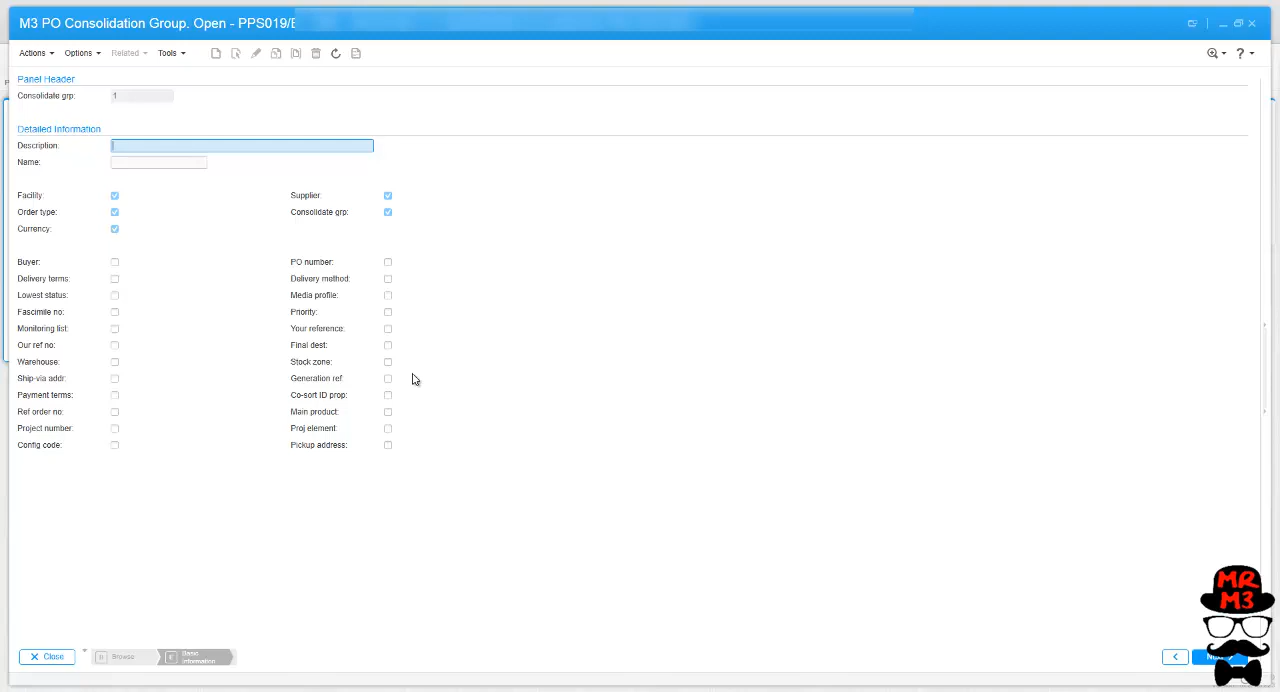 M3 PO Consolidation Group. Open - PPS019/E
Actions Options Related Tools
?
Panel Header
Consolidate grp: 1
Detailed Information
Description:
Name:
Facility: Supplier:
Order type: Consolidate grp:
Currency:
Buyer: PO number:
Delivery terms: Delivery method:
Lowest status: Media profile:
Fascimile no: Priority:
Monitoring list: Your reference:
Our ref no: Final dest:
Warehouse: Stock zone:
Ship-via addr: Generation ref:
Payment terms: Co-sort ID prop:
Ref order no: Main product:
Project number: Proj element:
Config code: Pickup address:
MR
M3
Close B Browse E Basic Information